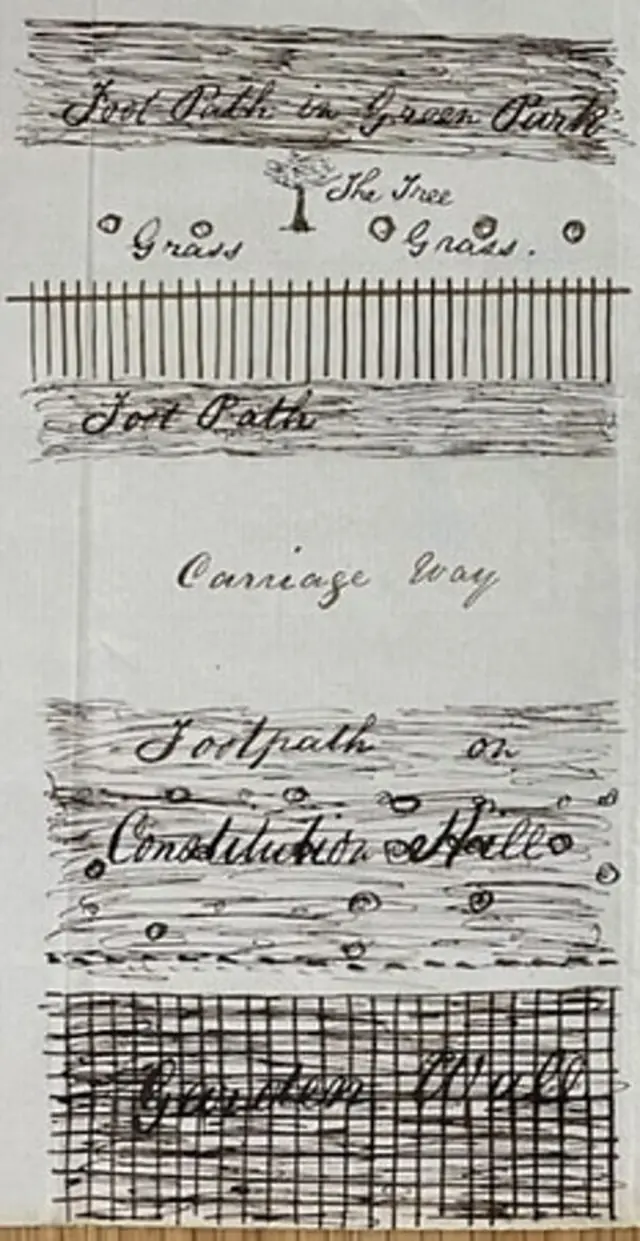 Foot Path in Green Park
The Tree
Grass Grass.
Foot Path
Carriage Way
Footpath on
Constitution Hill
Garden Wall